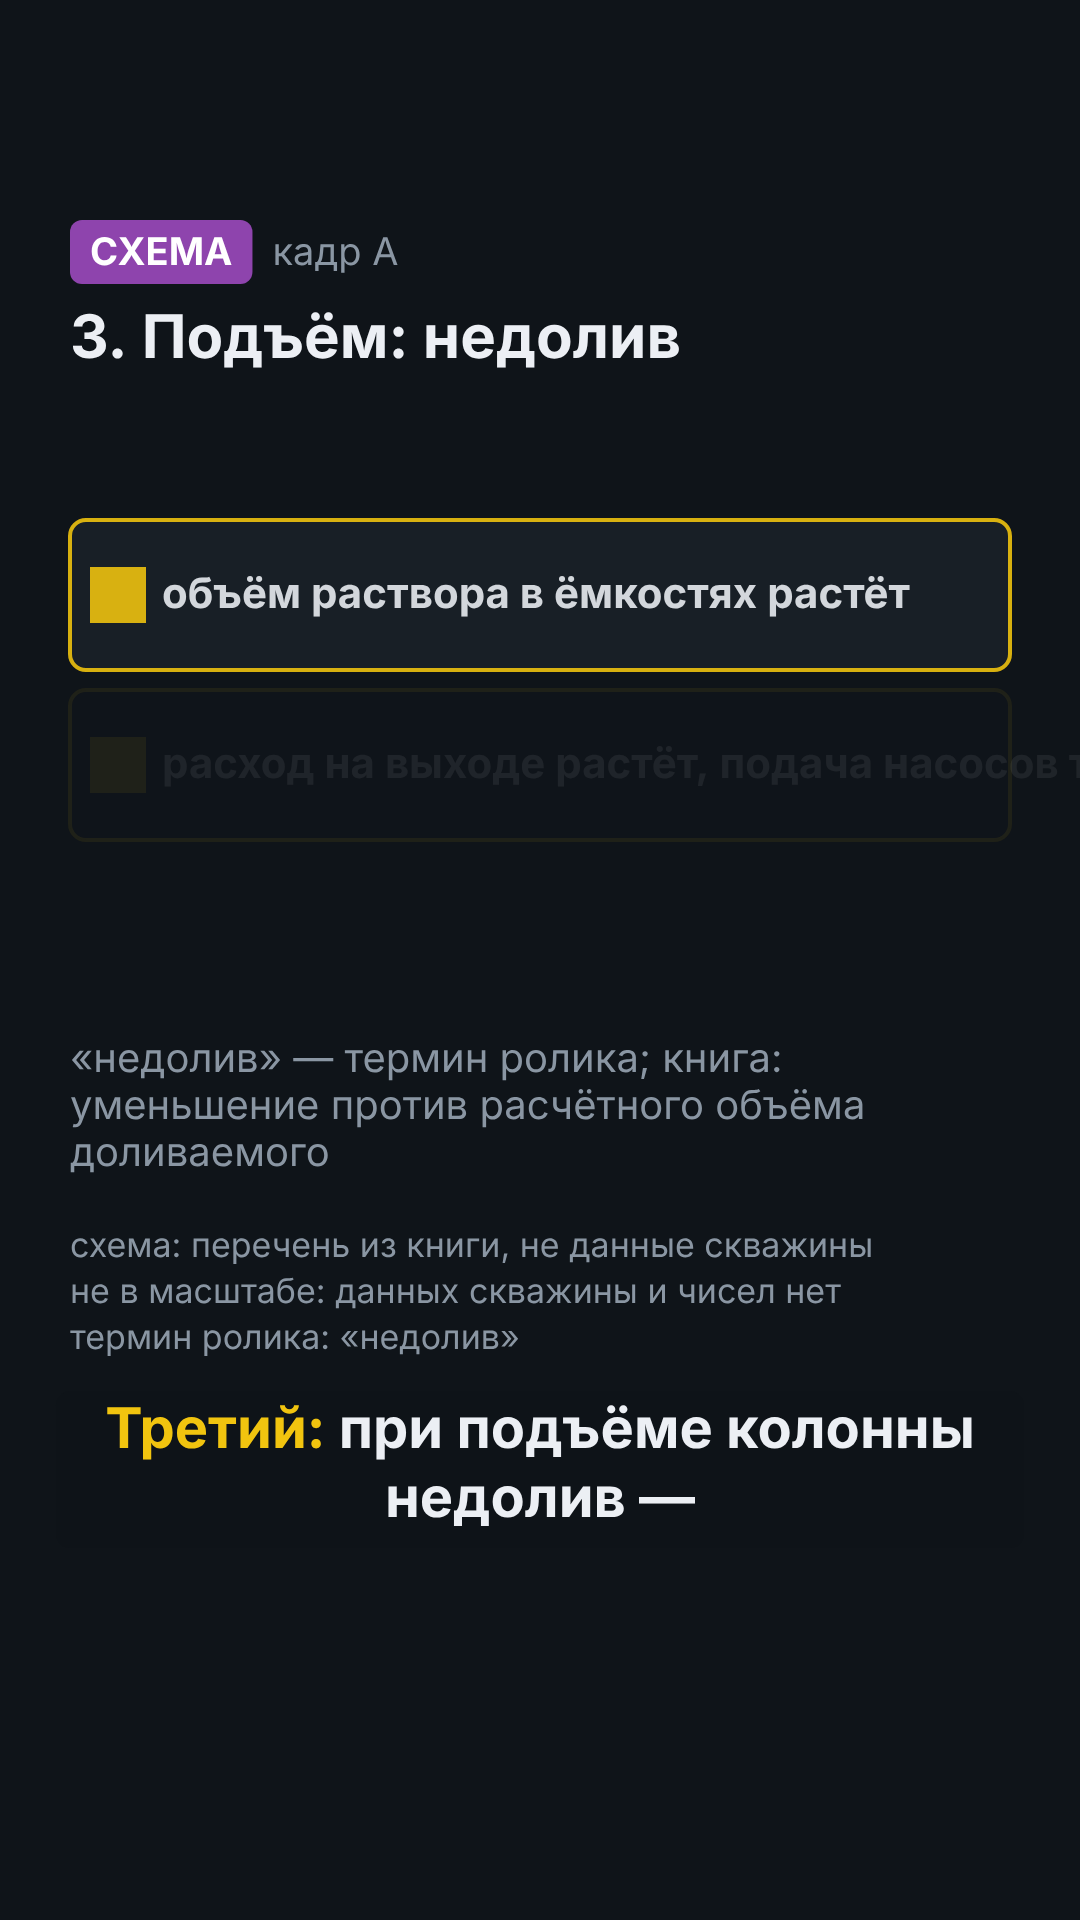 СХЕМА кадр А
3. Подъём: недолив
объём раствора в ёмкостях растёт
расход на выходе растёт, подача насосов
«недолив» — термин ролика; книга:
уменьшение против расчётного объёма
доливаемого
схема: перечень из книги, не данные скважины
не в масштабе: данных скважины и чисел нет
термин ролика: «недолив»
Третий: при подъёме колонны
недолив —